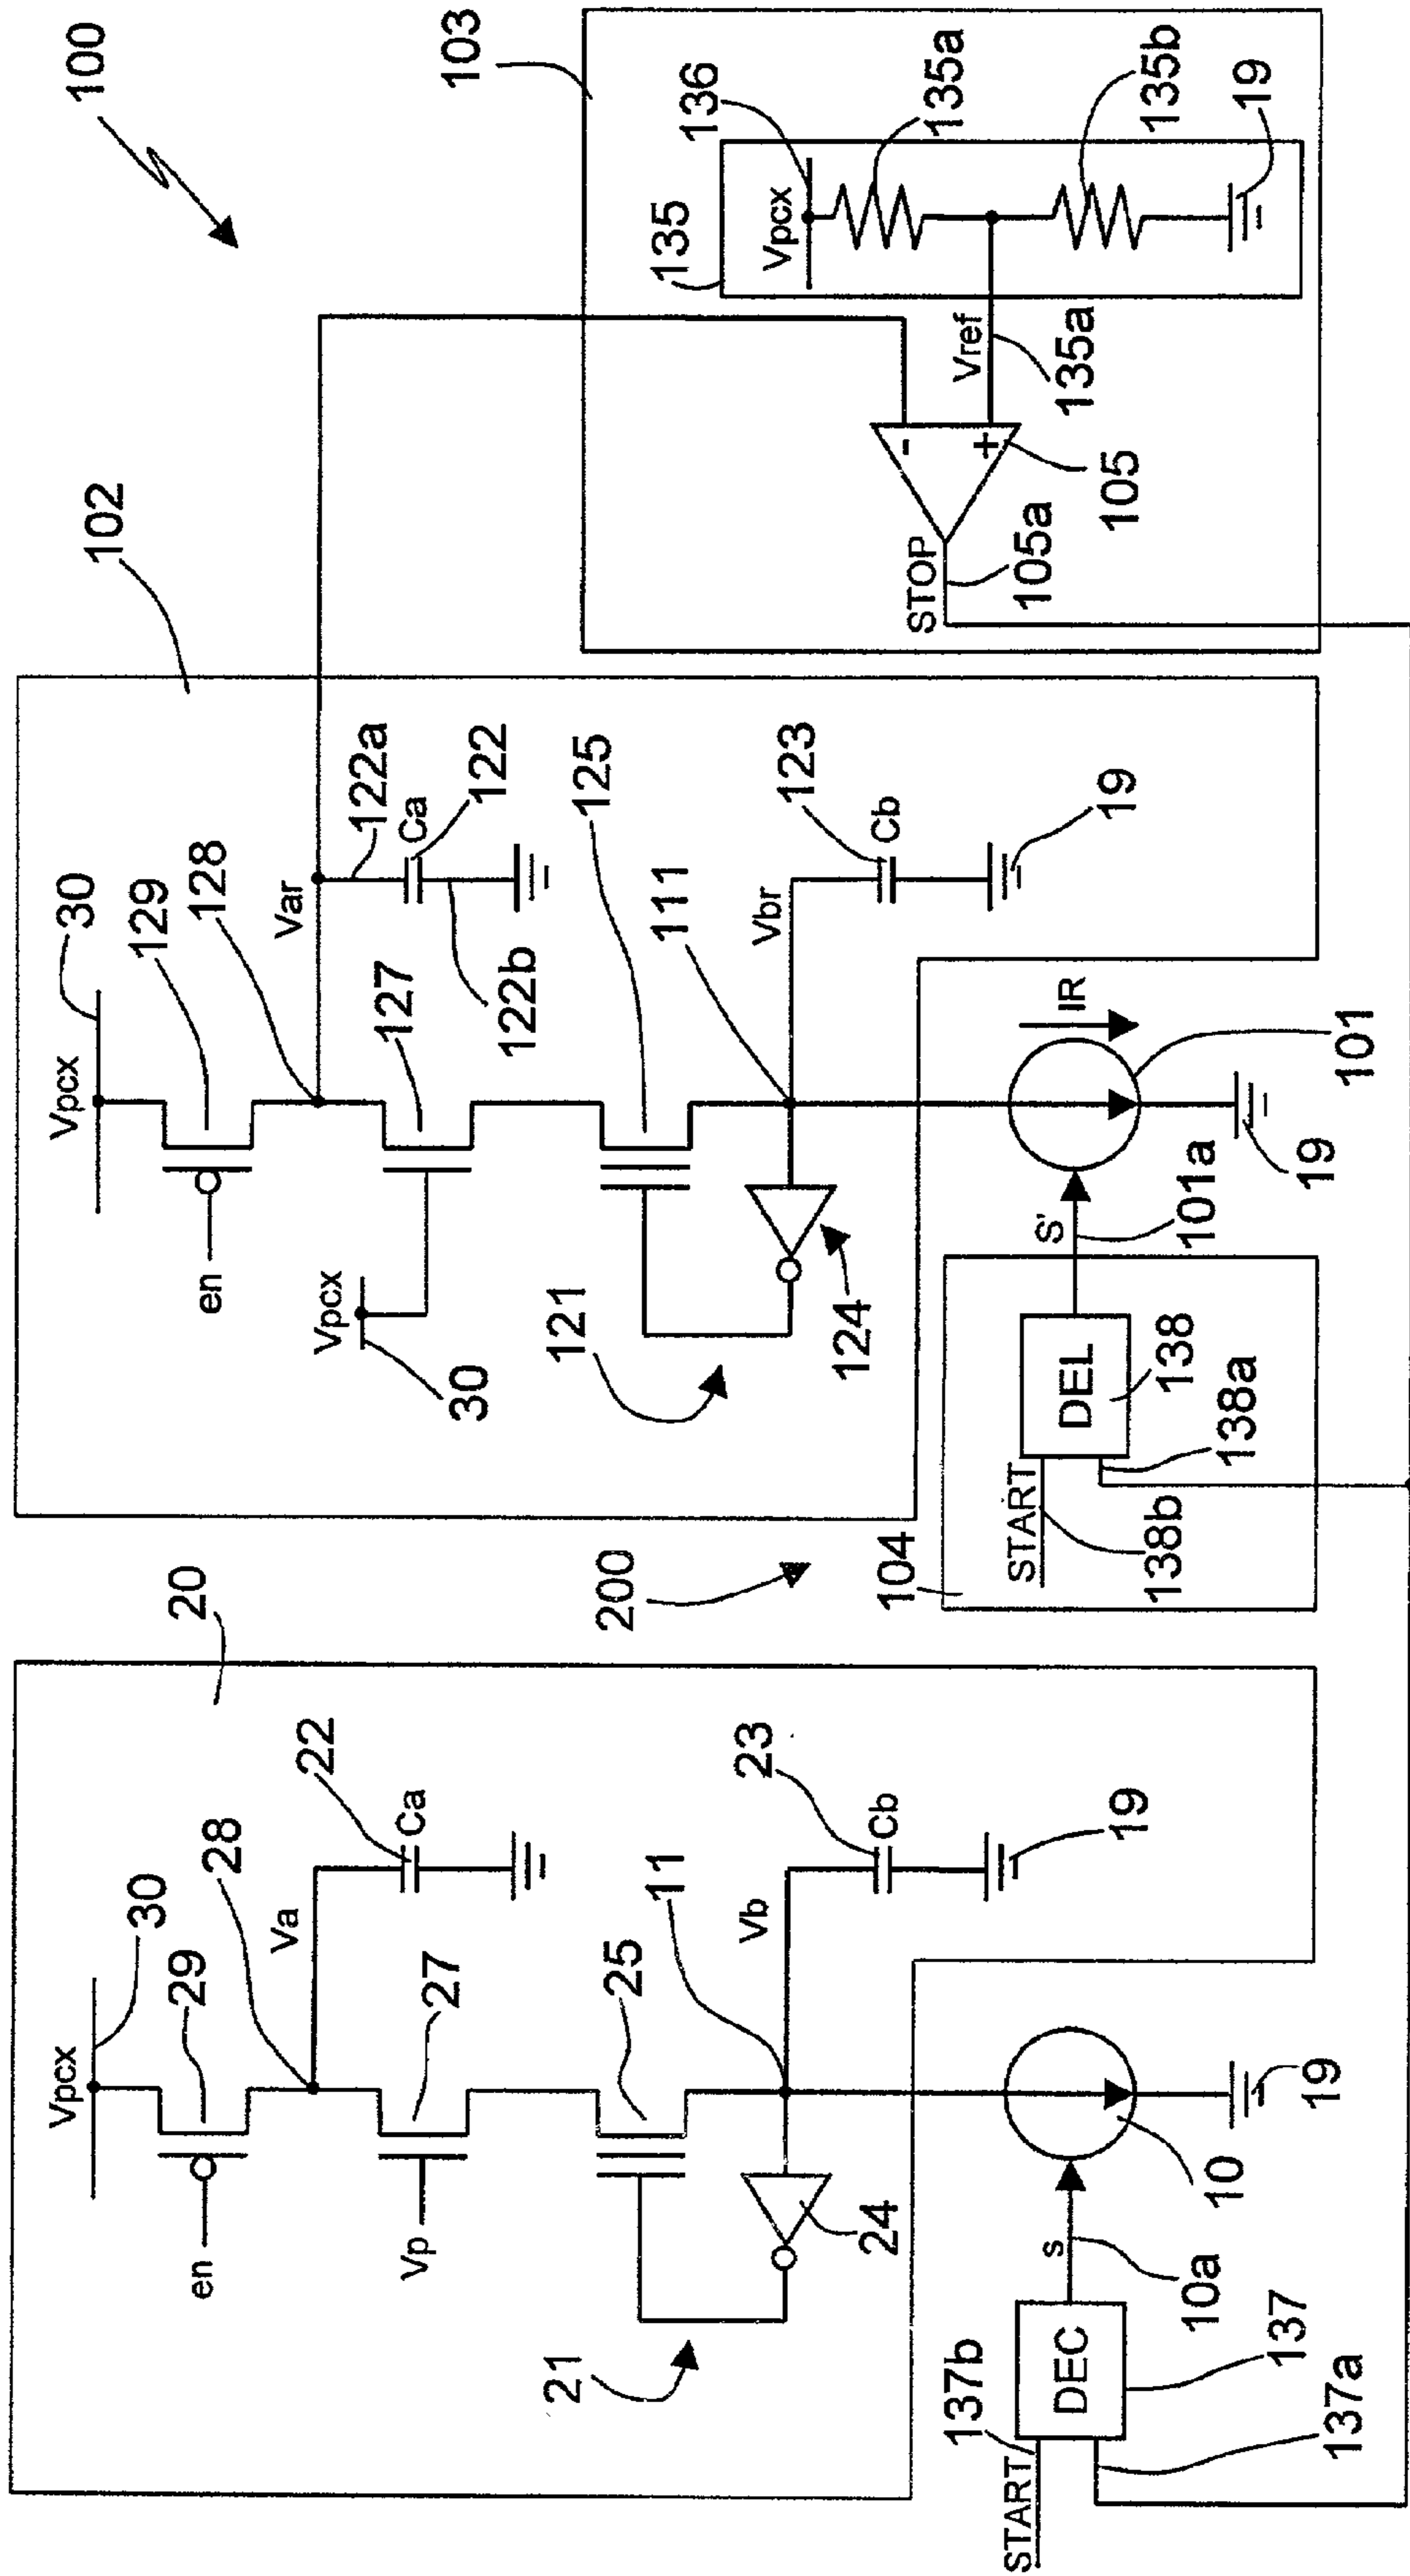 100
20
Vpcx
30
29
en
28
Va
22
Ca
27
Vp
25
21
24
11
Vb
23
Cb
19
START
137b
DEC
137
137a
s
10a
10
19
200
102
Vpcx
30
129
en
128
Var
122a
Ca
122
122b
127
Vpcx
30
125
121
124
111
Vbr
123
Cb
19
104
START
138b
DEL
138
138a
S'
101a
IR
101
19
103
135
Vpcx
136
135a
135b
19
Vref
135a
-
+
105
STOP
105a